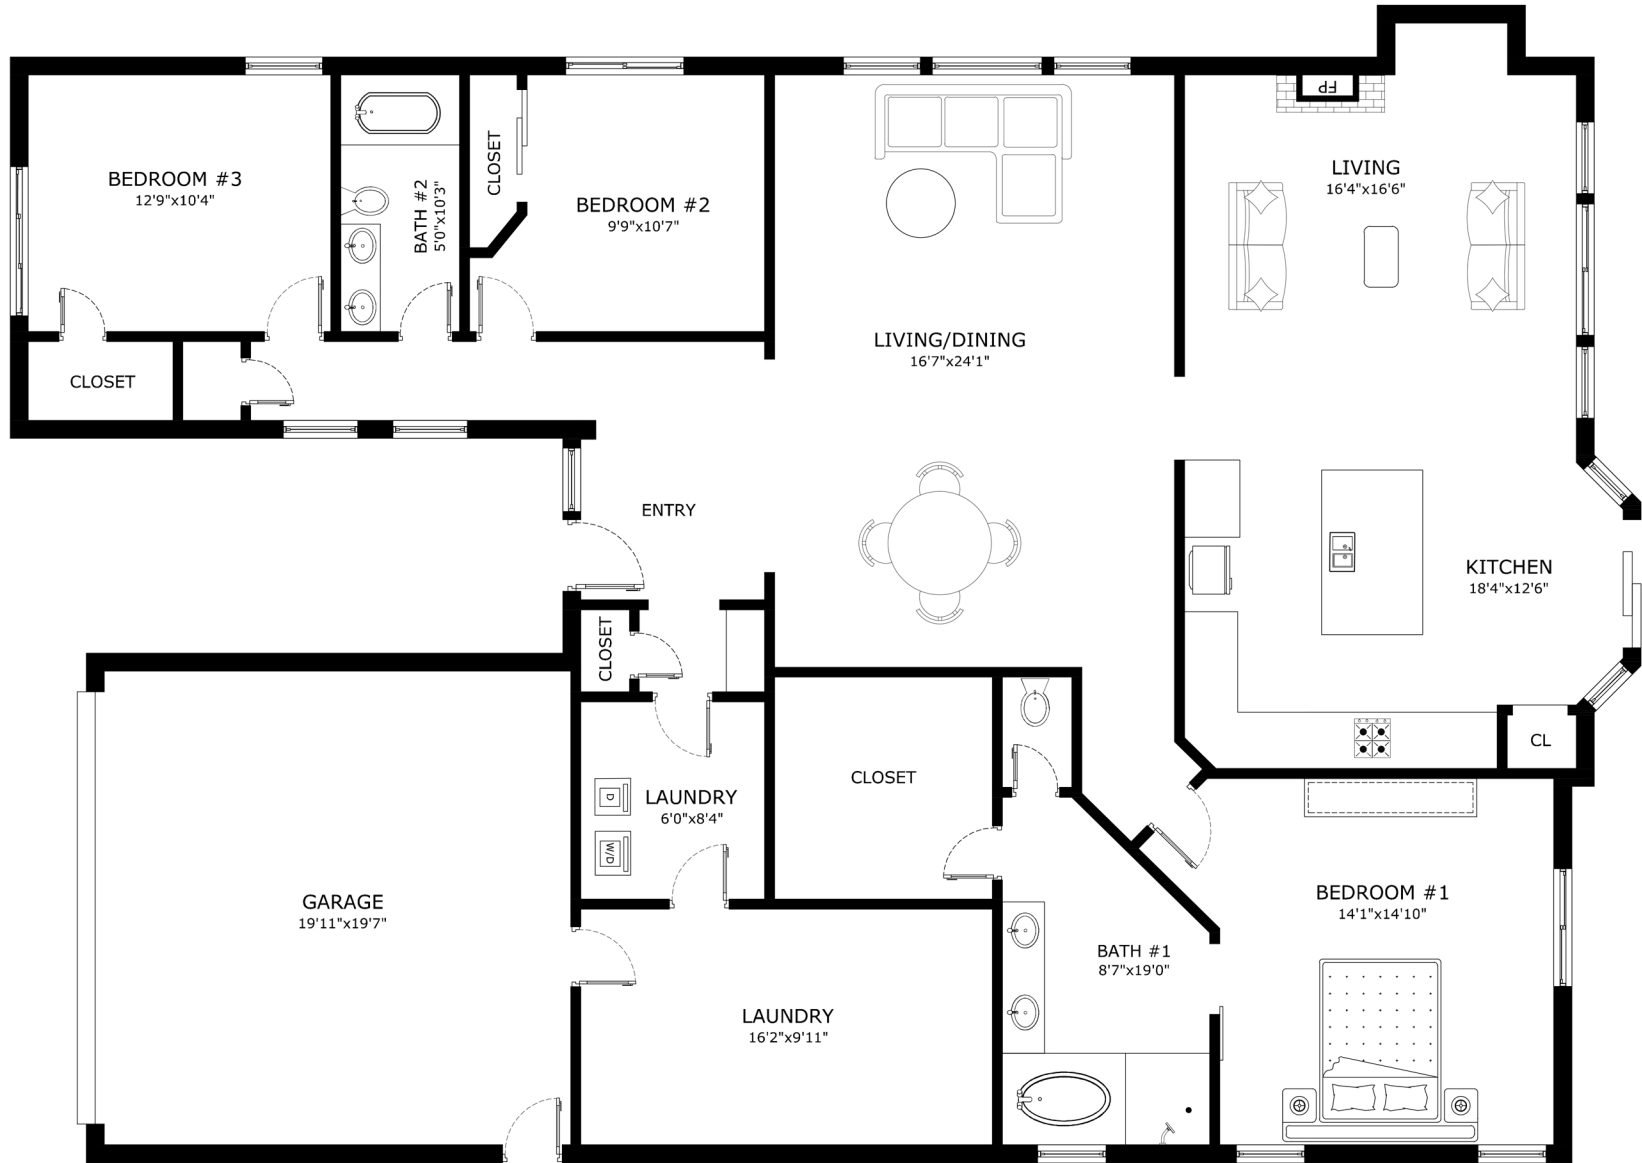 FP
LIVING
16'4"x16'6"
BEDROOM #3
12'9"x10'4"
BATH #2
5'0"x10'3"
CLOSET
BEDROOM #2
9'9"x10'7"
LIVING/DINING
16'7"x24'1"
CLOSET
ENTRY
KITCHEN
18'4"x12'6"
CLOSET
CL
CLOSET
D
LAUNDRY
6'0"x8'4"
W/D
GARAGE
19'11"x19'7"
BEDROOM #1
14'1"x14'10"
BATH #1
8'7"x19'0"
LAUNDRY
16'2"x9'11"